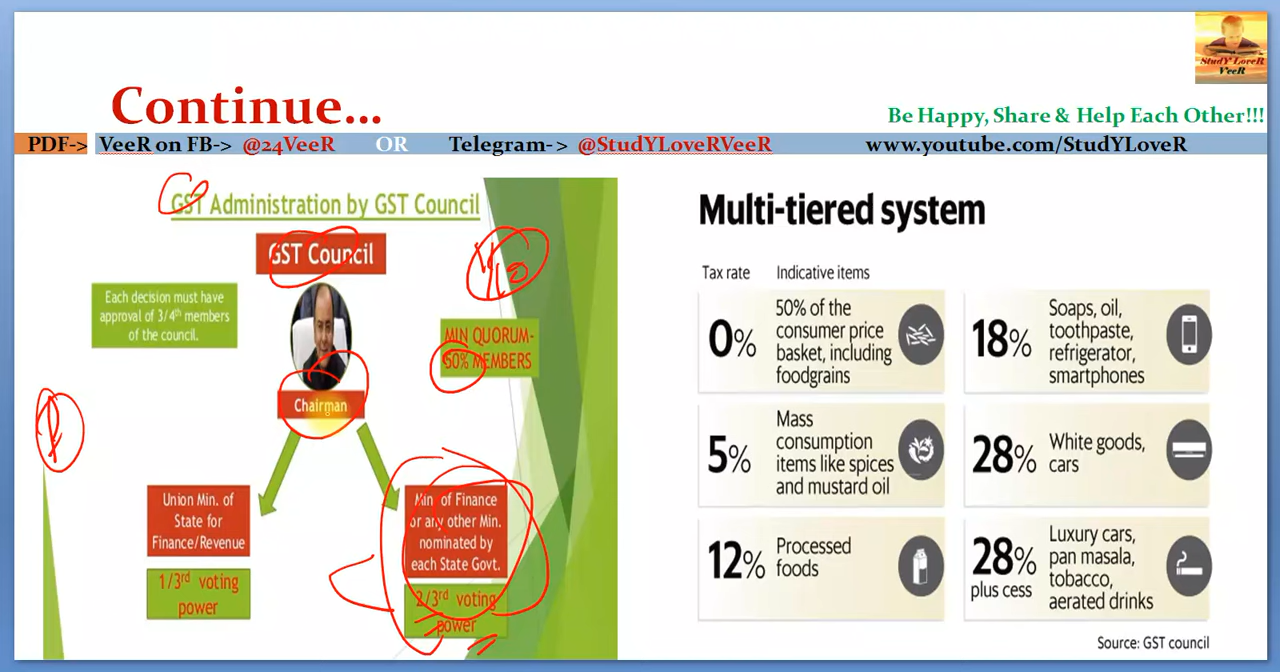 StudY LoveR
VeeR
Continue...
Be Happy, Share & Help Each Other!!!
PDF-> VeeR on FB-> @24VeeR OR Telegram-> @StudYLoveRVeeR www.youtube.com/StudYLoveR
GST Administration by GST Council
GST Council
Each decision must have
approval of 3/4th members
of the council.
MIN QUORUM-
50% MEMBERS
Chairman
Union Min. of
State for
Finance/Revenue
1/3rd voting
power
Min of Finance
or any other Min.
nominated by
each State Govt.
2/3rd voting
power
Multi-tiered system
Tax rate Indicative items
0%
50% of the
consumer price
basket, including
foodgrains
5%
Mass
consumption
items like spices
and mustard oil
12%
Processed
foods
18%
Soaps, oil,
toothpaste,
refrigerator,
smartphones
28%
White goods,
cars
28%
plus cess
Luxury cars,
pan masala,
tobacco,
aerated drinks
Source: GST council